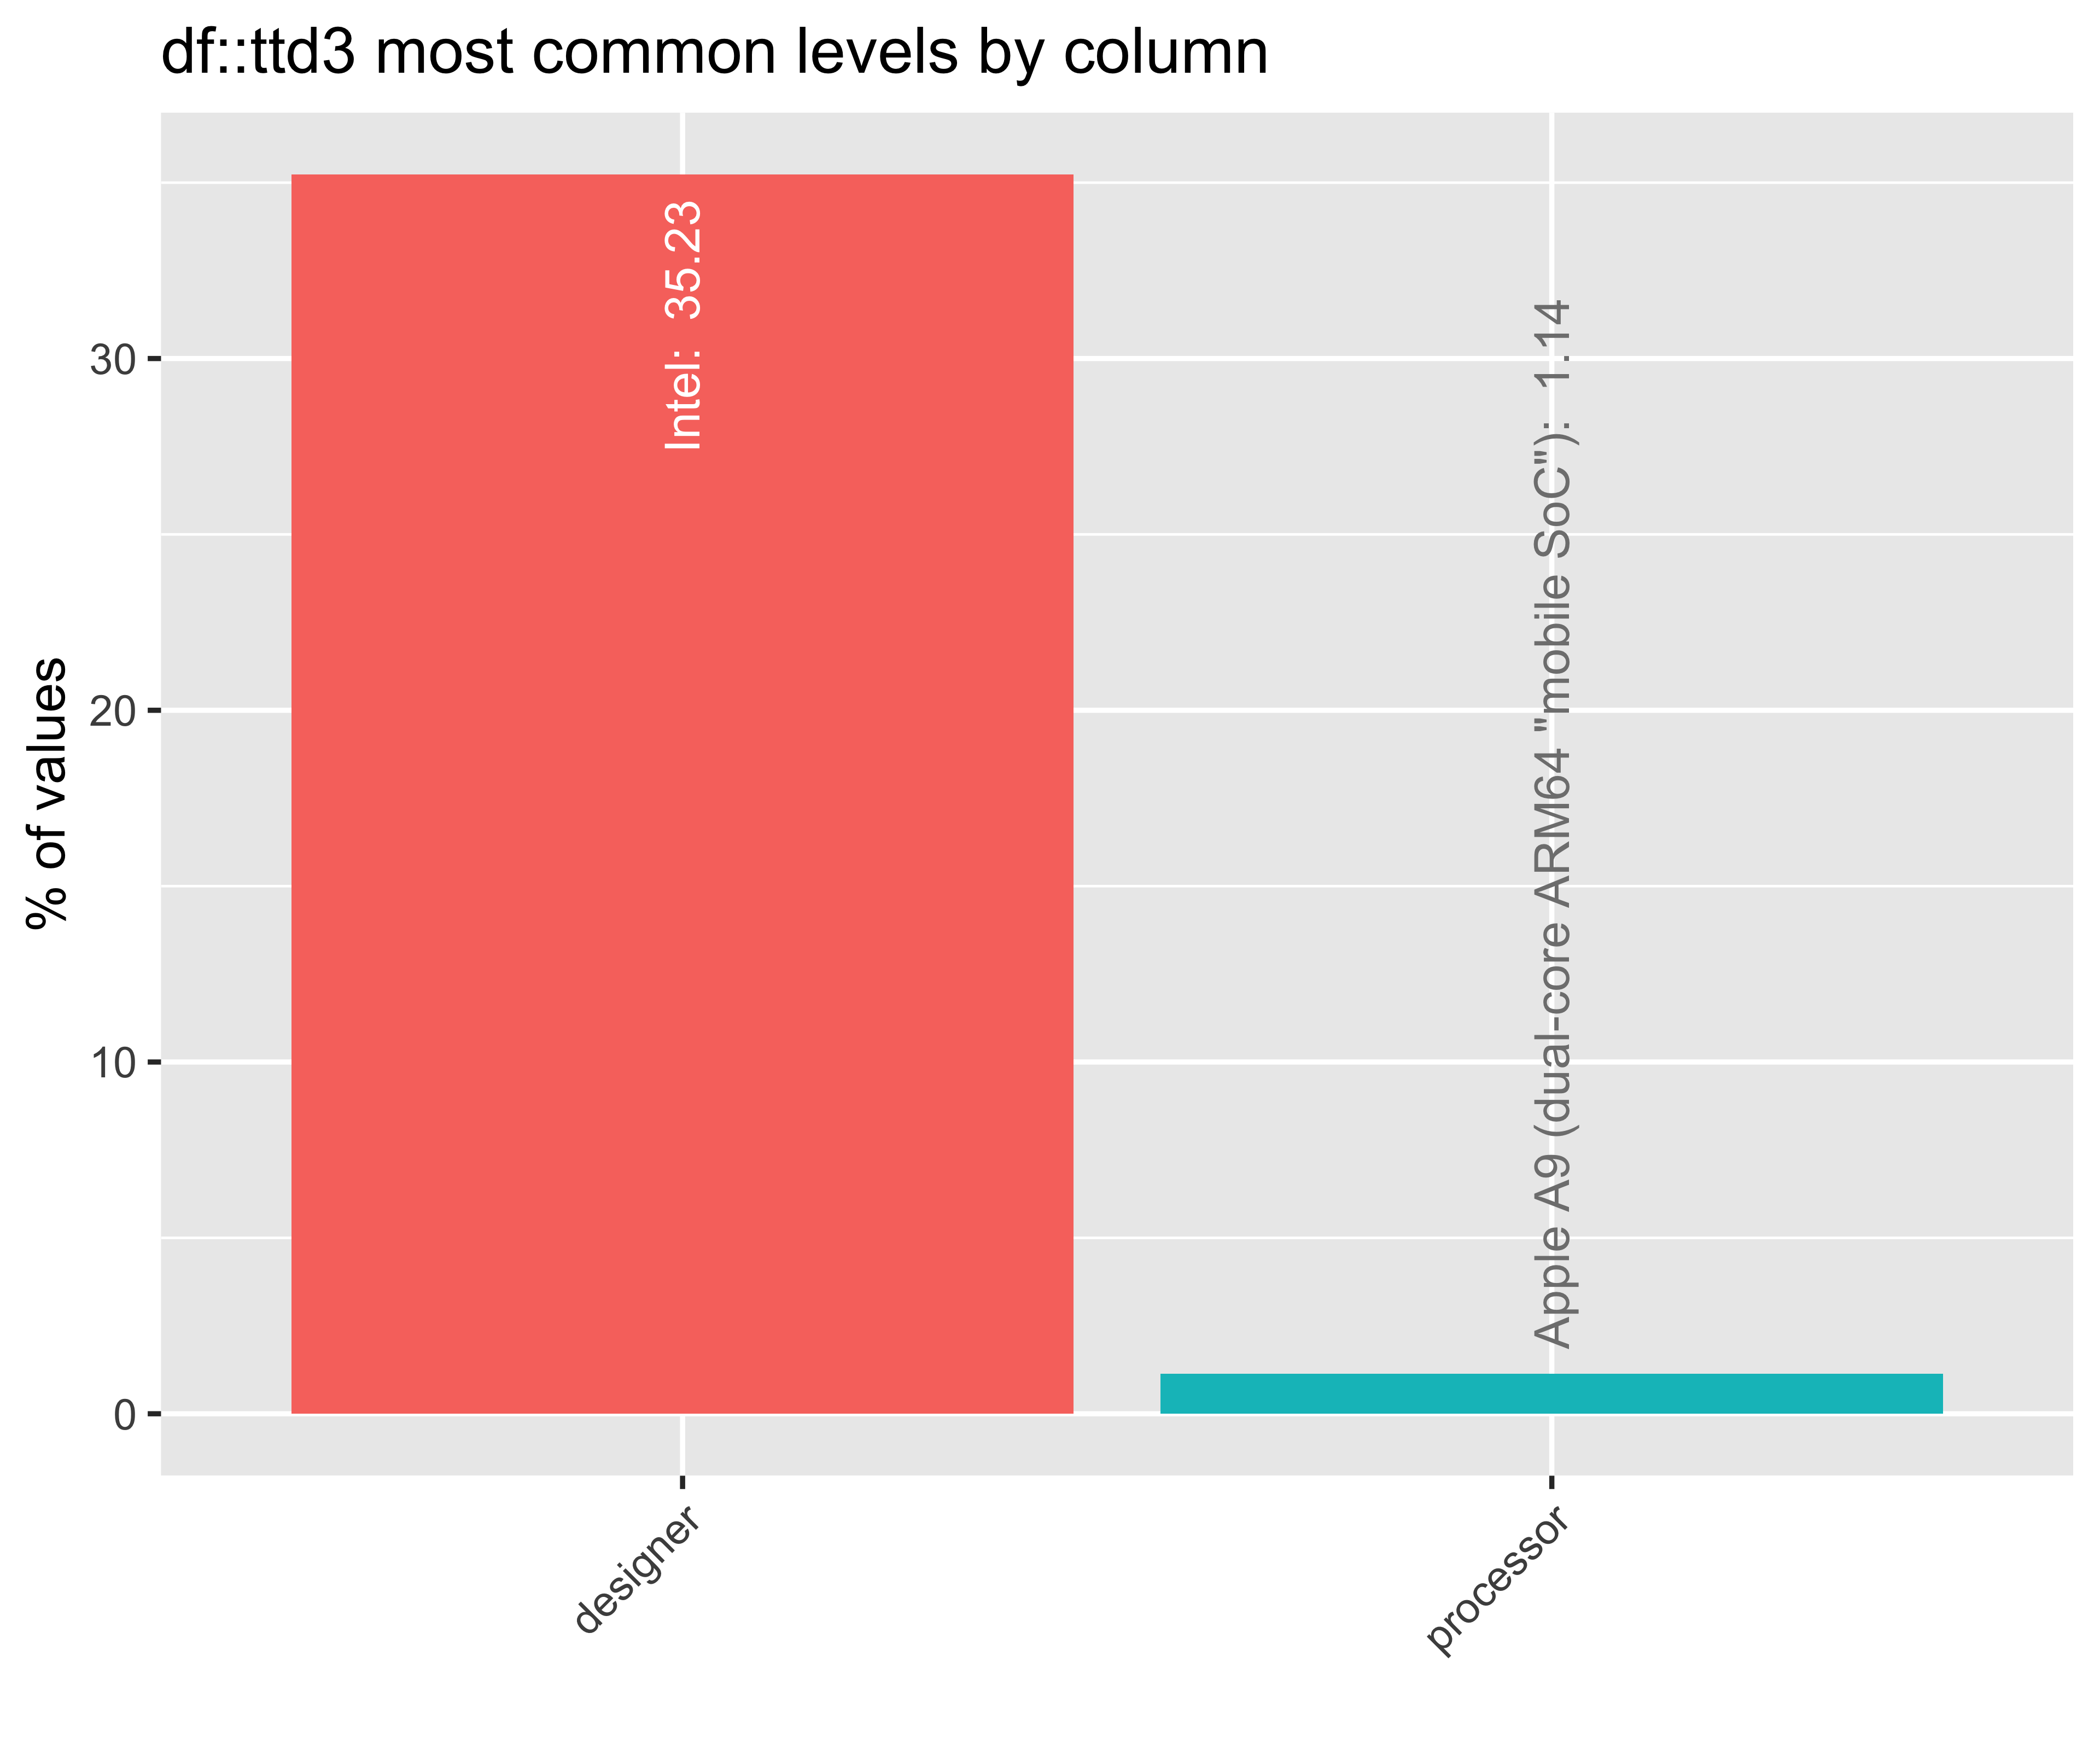 df::ttd3 most common levels by column
% of values
30
20
10
0
Intel:  35.23
Apple A9 (dual-core ARM64 "mobile SoC"):  1.14
designer
processor